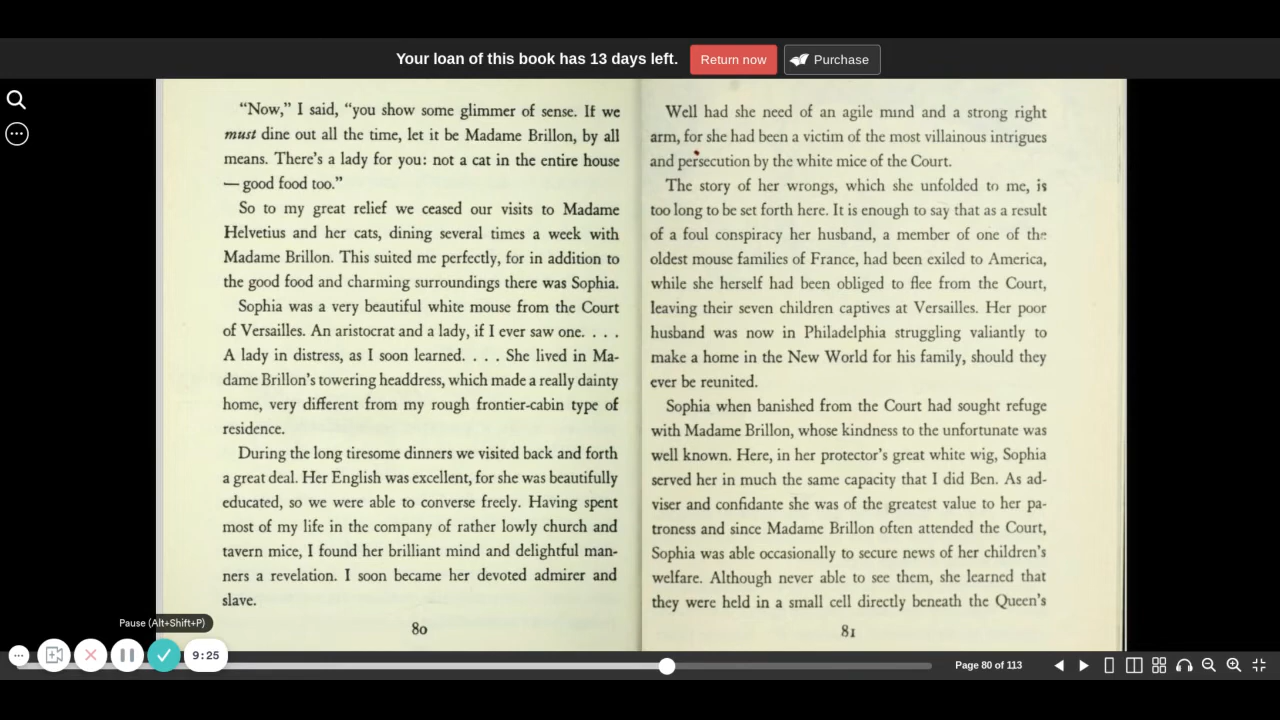 Your loan of this book has 13 days left.
Return now
Purchase
“Now,” I said, “you show some glimmer of sense. If we
must dine out all the time, let it be Madame Brillon, by all
means. There’s a lady for you: not a cat in the entire house
— good food too.”
So to my great relief we ceased our visits to Madame
Helvetius and her cats, dining several times a week with
Madame Brillon. This suited me perfectly, for in addition to
the good food and charming surroundings there was Sophia.
Sophia was a very beautiful white mouse from the Court
of Versailles. An aristocrat and a lady, if I ever saw one. . . .
A lady in distress, as I soon learned. . . . She lived in Ma-
dame Brillon’s towering headdress, which made a really dainty
home, very different from my rough frontier-cabin type of
residence.
During the long tiresome dinners we visited back and forth
a great deal. Her English was excellent, for she was beautifully
educated, so we were able to converse freely. Having spent
most of my life in the company of rather lowly church and
tavern mice, I found her brilliant mind and delightful man-
ners a revelation. I soon became her devoted admirer and
slave.
80
Well had she need of an agile mind and a strong right
arm, for she had been a victim of the most villainous intrigues
and persecution by the white mice of the Court.
The story of her wrongs, which she unfolded to me, is
too long to be set forth here. It is enough to say that as a result
of a foul conspiracy her husband, a member of one of the
oldest mouse families of France, had been exiled to America,
while she herself had been obliged to flee from the Court,
leaving their seven children captives at Versailles. Her poor
husband was now in Philadelphia struggling valiantly to
make a home in the New World for his family, should they
ever be reunited.
Sophia when banished from the Court had sought refuge
with Madame Brillon, whose kindness to the unfortunate was
well known. Here, in her protector’s great white wig, Sophia
served her in much the same capacity that I did Ben. As ad-
viser and confidante she was of the greatest value to her pa-
troness and since Madame Brillon often attended the Court,
Sophia was able occasionally to secure news of her children’s
welfare. Although never able to see them, she learned that
they were held in a small cell directly beneath the Queen’s
81
Pause (Alt+Shift+P)
9:25
Page 80 of 113